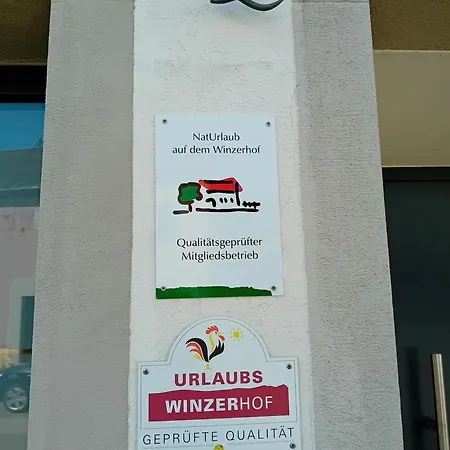 NatUrlaub
auf dem Winzerhof
Qualitätsgeprüfter
Mitgliedsbetrieb
URLAUBS
WINZERHOF
GEPRÜFTE QUALITÄT